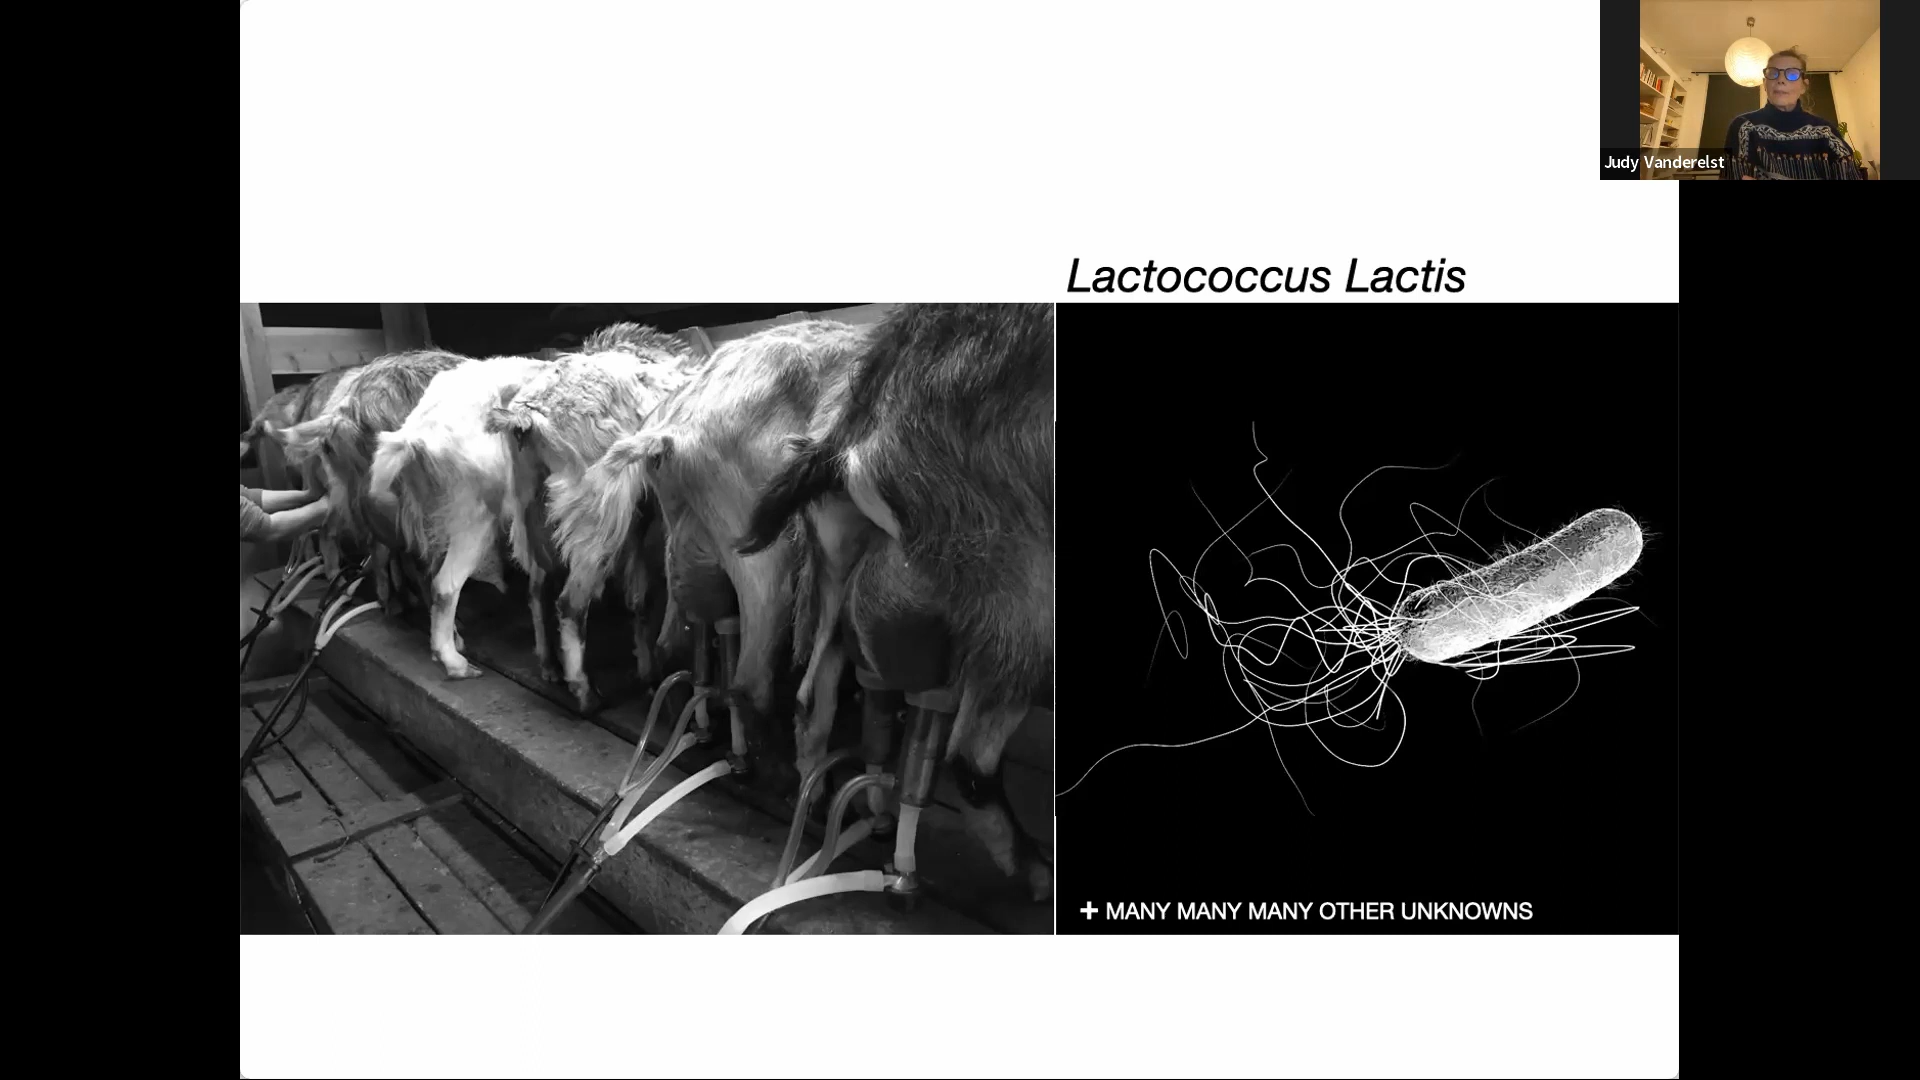 Judy Vanderelst
Lactococcus Lactis
+ MANY MANY MANY OTHER UNKNOWNS